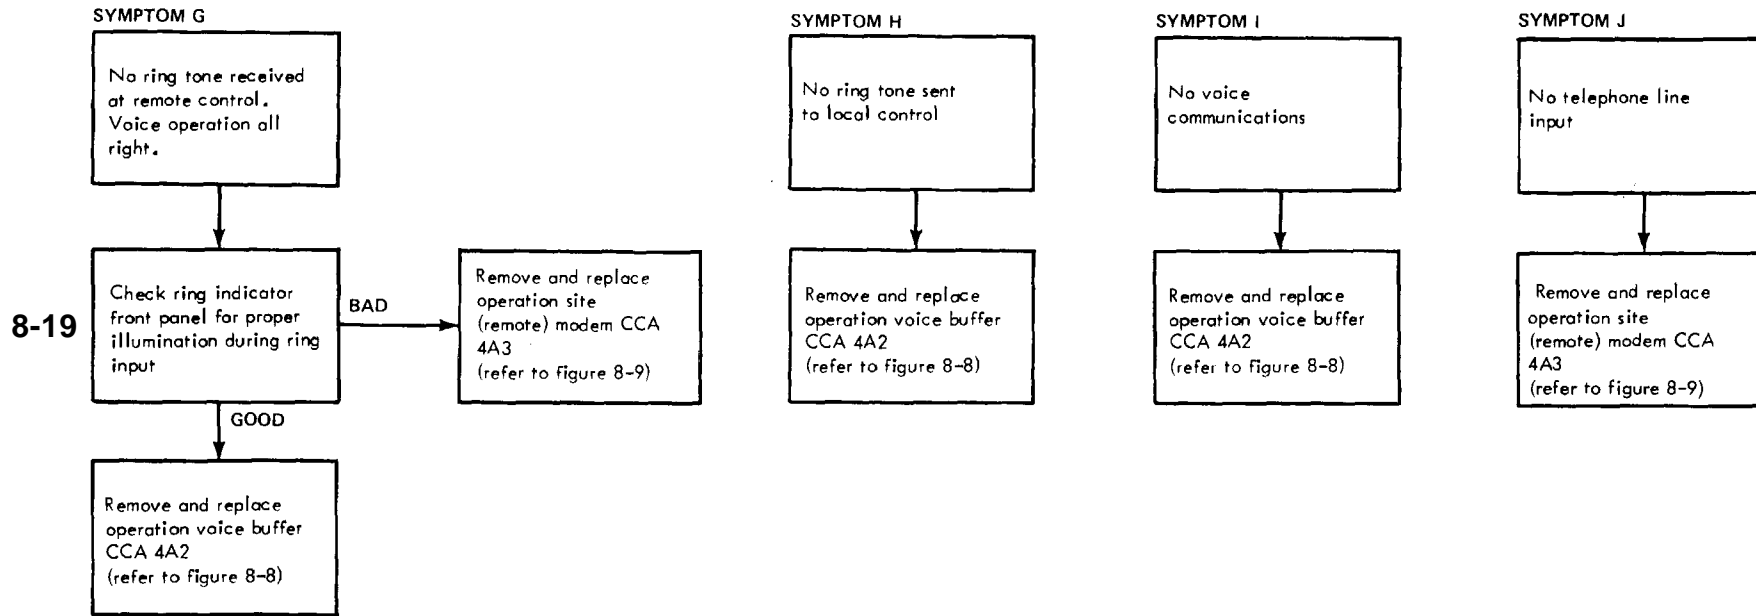 SYMPTOM G
No ring tone received
at remote control.
Voice operation all
right.
Check ring indicator
front panel for proper
illumination during ring
input
BAD
Remove and replace
operation site
(remote) modem CCA
4A3
(refer to figure 8-9)
GOOD
Remove and replace
operation voice buffer
CCA 4A2
(refer to figure 8-8)
SYMPTOM H
No ring tone sent
to local control
Remove and replace
operation voice buffer
CCA 4A2
(refer to figure 8-8)
SYMPTOM I
No voice
communications
Remove and replace
operation voice buffer
CCA 4A2
(refer to figure 8-8)
SYMPTOM J
No telephone line
input
Remove and replace
operation site
(remote) modem CCA
4A3
(refer to figure 8-9)
8-19